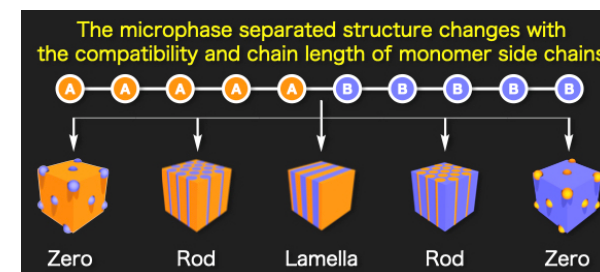 The microphase separated structure changes with
the compatibility and chain length of monomer side chains
A A A A A B B B B B
Zero Rod Lamella Rod Zero